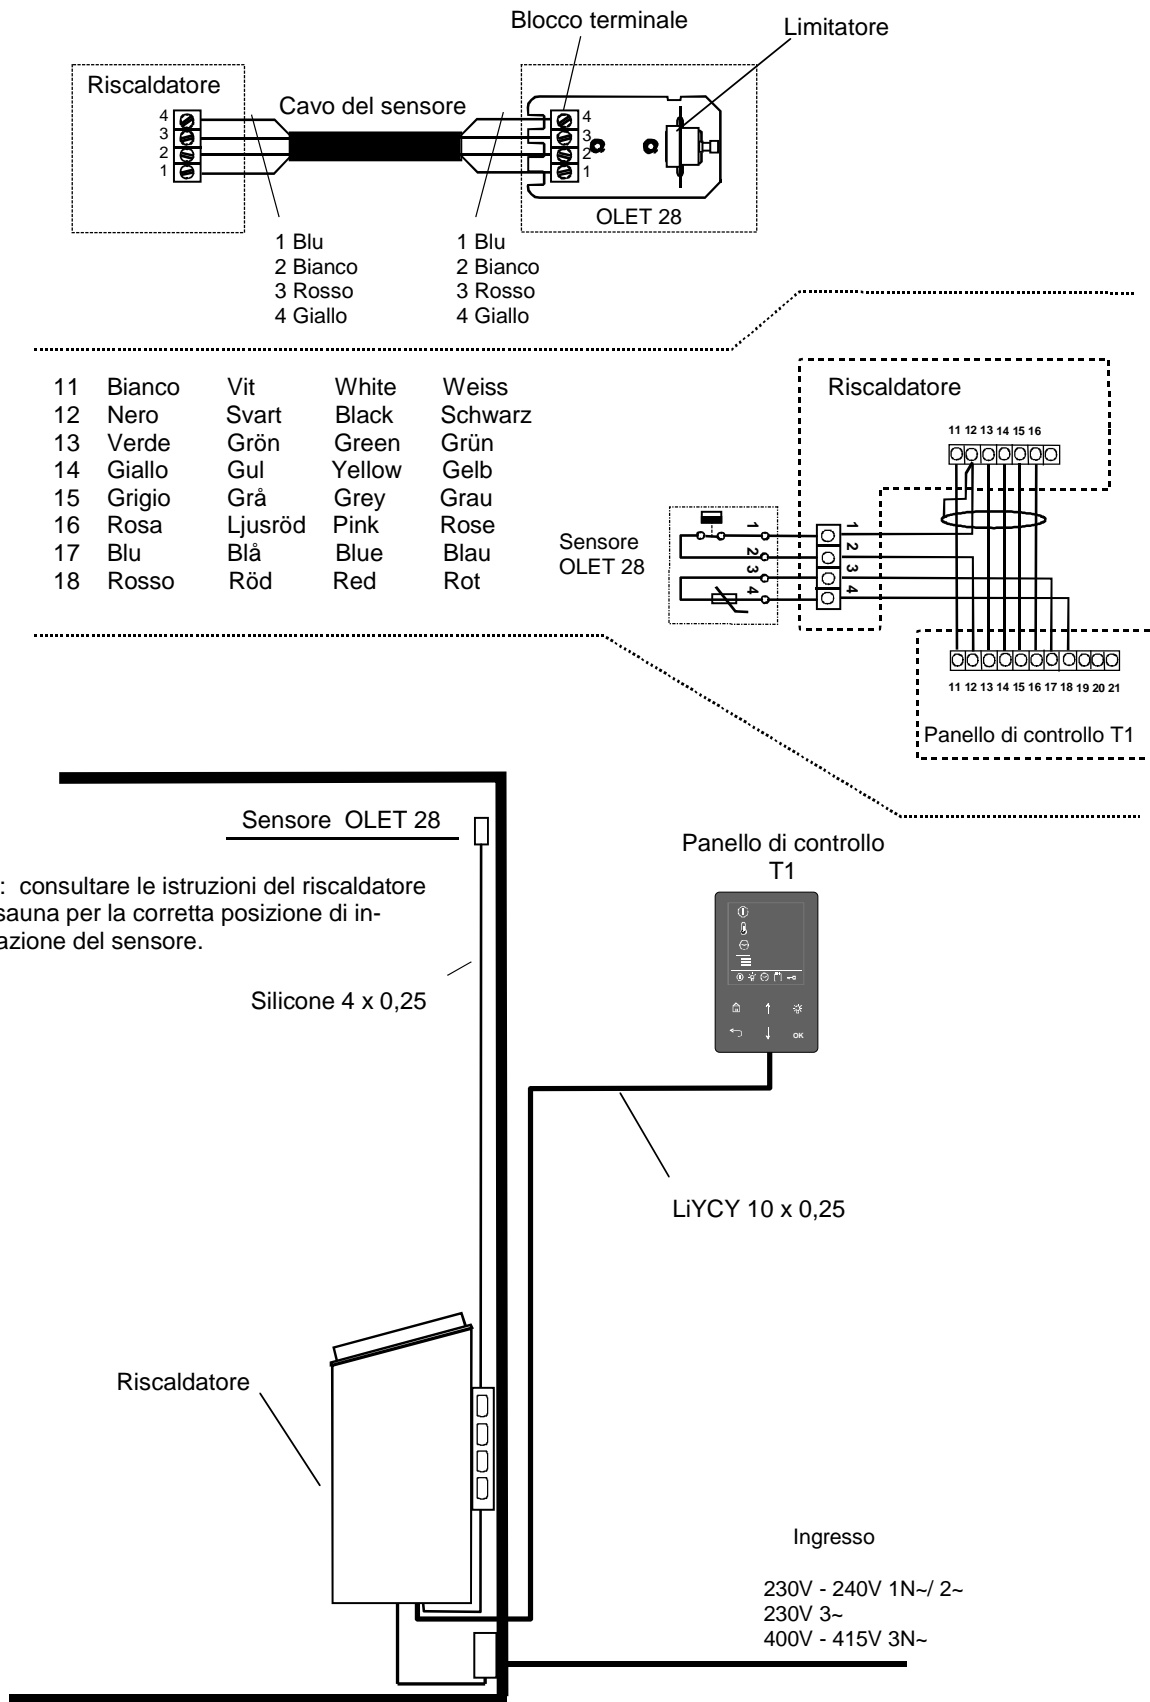 Blocco terminale
Limitatore
Riscaldatore
Cavo del sensore
4
3
2
1
4
3
2
1
OLET 28
1 Blu
2 Bianco
3 Rosso
4 Giallo
1 Blu
2 Bianco
3 Rosso
4 Giallo
11 Bianco Vit White Weiss
12 Nero Svart Black Schwarz
13 Verde Grön Green Grün
14 Giallo Gul Yellow Gelb
15 Grigio Grå Grey Grau
16 Rosa Ljusröd Pink Rose
17 Blu Blå Blue Blau
18 Rosso Röd Red Rot
Riscaldatore
11 12 13 14 15 16
Sensore
OLET 28
1
2
3
4
1
2
3
4
11 12 13 14 15 16 17 18 19 20 21
Panello di controllo T1
Sensore OLET 28
: consultare le istruzioni del riscaldatore
sauna per la corretta posizione di in-
azione del sensore.
Silicone 4 x 0,25
Panello di controllo
T1
OK
LiYCY 10 x 0,25
Riscaldatore
Ingresso
230V - 240V 1N~/ 2~
230V 3~
400V - 415V 3N~